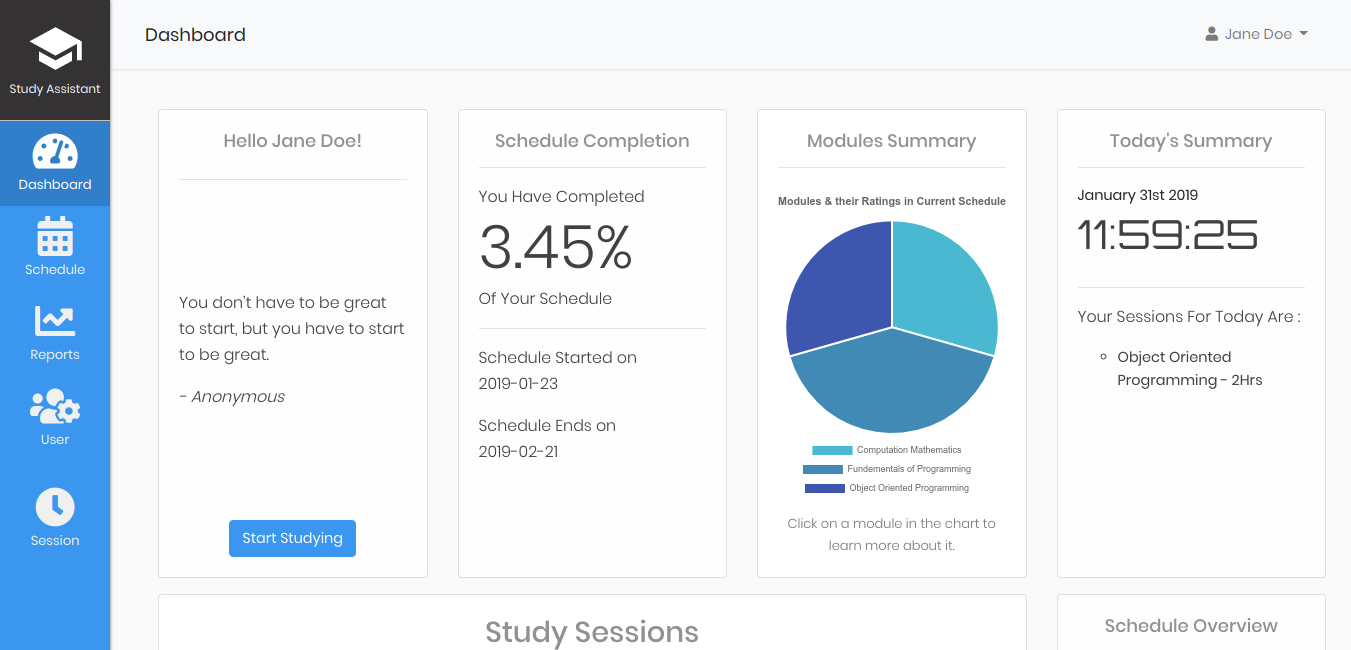 Study Assistant
Dashboard
Schedule
Reports
User
Session
Dashboard
Jane Doe
Hello Jane Doe!
You don't have to be great
to start, but you have to start
to be great.
- Anonymous
Start Studying
Schedule Completion
You Have Completed
3.45%
Of Your Schedule
Schedule Started on
2019-01-23
Schedule Ends on
2019-02-21
Modules Summary
Modules & their Ratings in Current Schedule
Computation Mathematics
Fundementals of Programming
Object Oriented Programming
Click on a module in the chart to
learn more about it.
Today's Summary
January 31st 2019
11:59:25
Your Sessions For Today Are :
Object Oriented
Programming - 2Hrs
Study Sessions
Schedule Overview